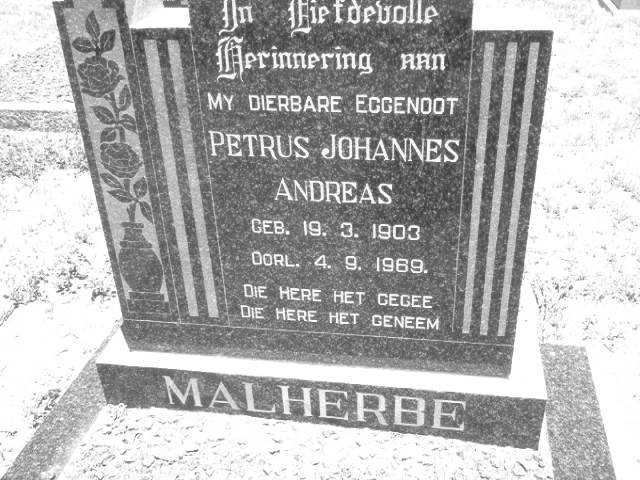 In Liefdevolle
Herinnering aan
MY DIERBARE EGGENOOT
PETRUS JOHANNES
ANDREAS
GEB. 19. 3. 1903
OORL. 4. 9. 1969.
DIE HERE HET GEGEE
DIE HERE HET GENEEM
MALHERBE